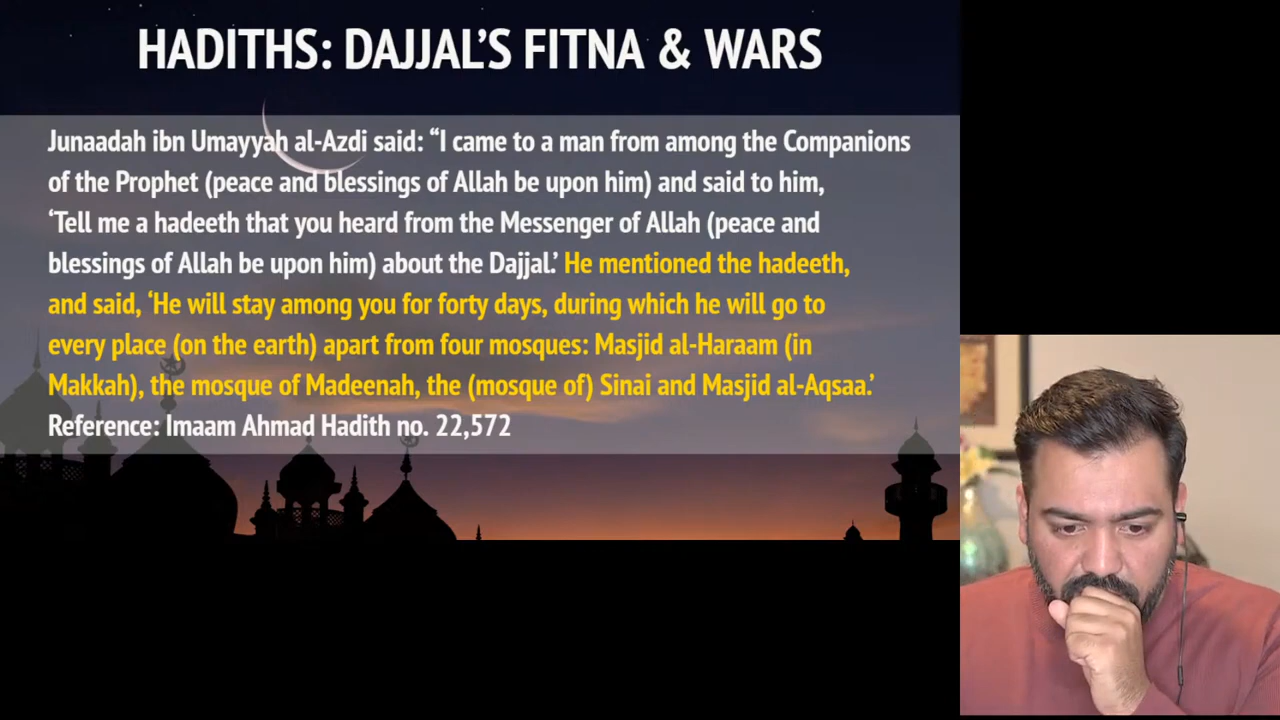 HADITHS: DAJJAL'S FITNA & WARS
Junaadah ibn Umayyah al-Azdi said: “I came to a man from among the Companions
of the Prophet (peace and blessings of Allah be upon him) and said to him,
‘Tell me a hadeeth that you heard from the Messenger of Allah (peace and
blessings of Allah be upon him) about the Dajjal.’ He mentioned the hadeeth,
and said, ‘He will stay among you for forty days, during which he will go to
every place (on the earth) apart from four mosques: Masjid al-Haraam (in
Makkah), the mosque of Madeenah, the (mosque of) Sinai and Masjid al-Aqsaa.’
Reference: Imaam Ahmad Hadith no. 22,572